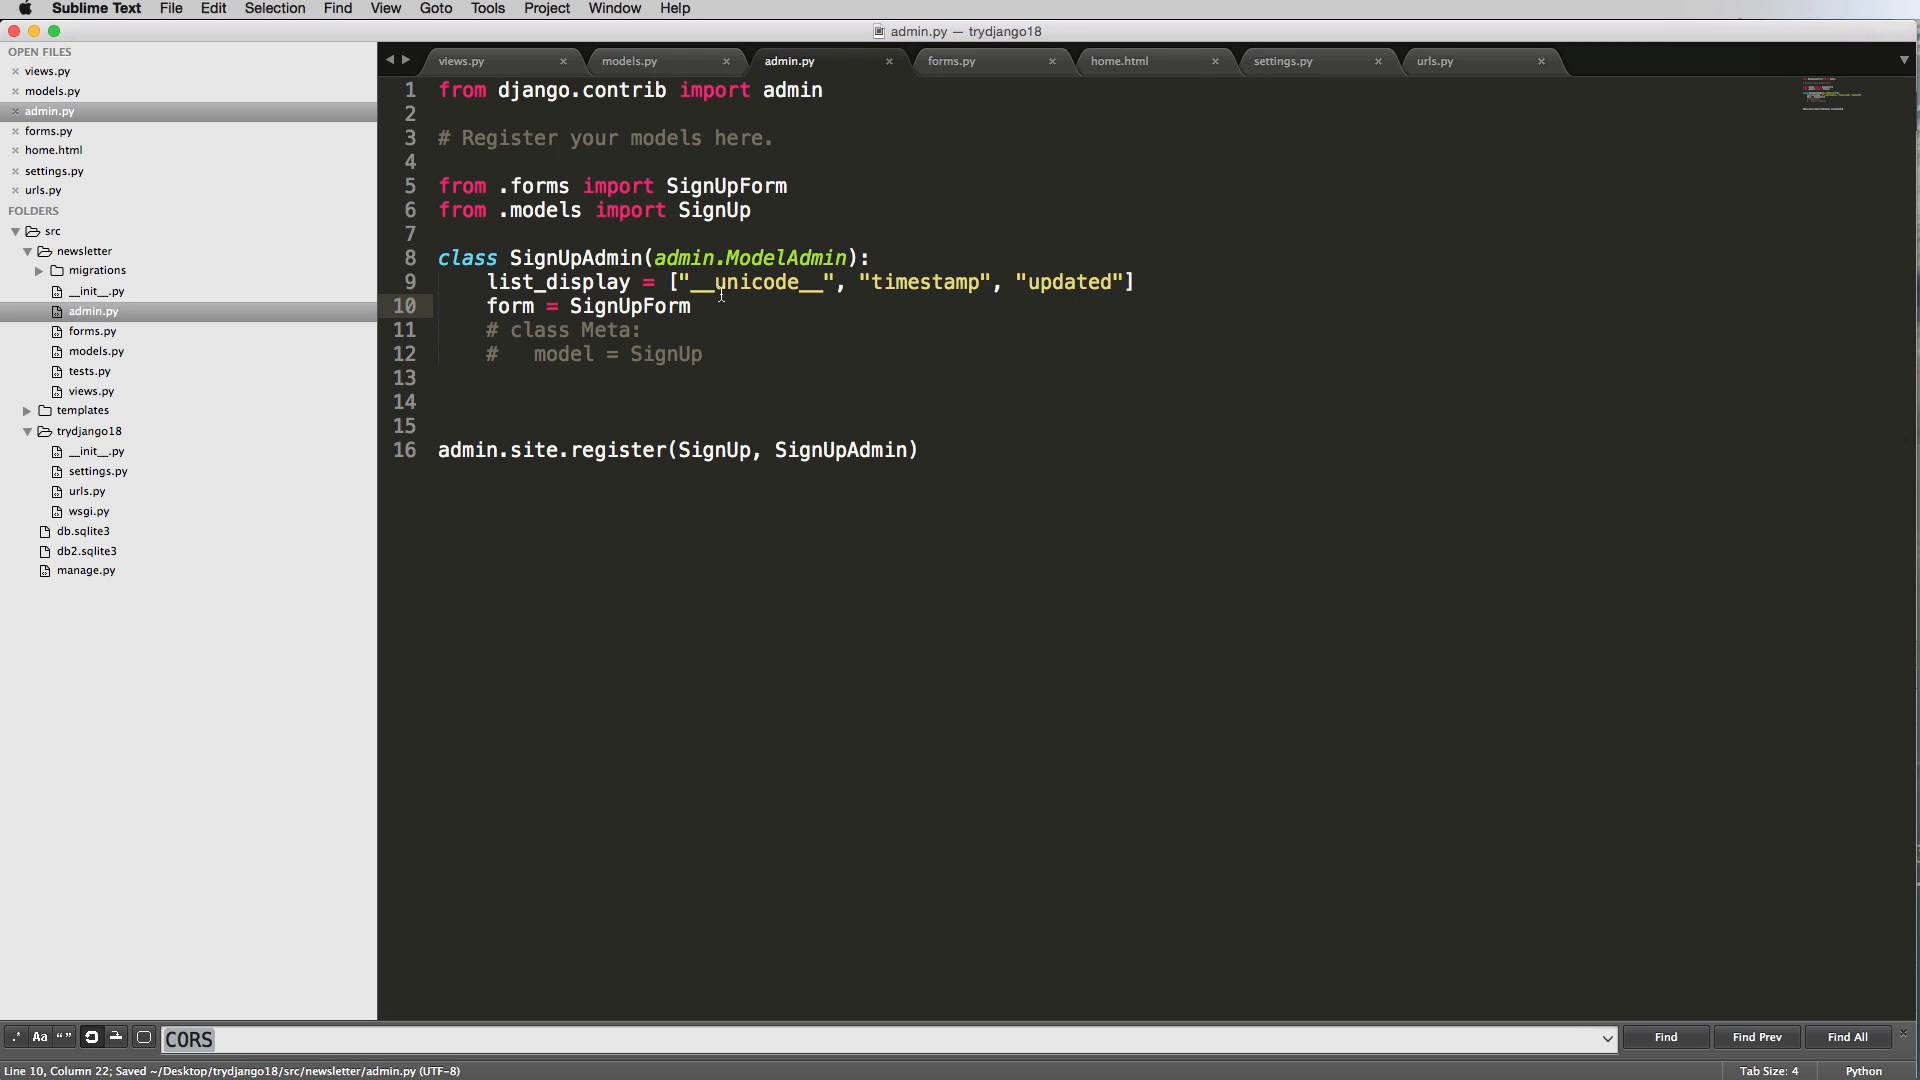 Sublime Text File Edit Selection Find View Goto Tools Project Window Help
admin.py — trydjango18
OPEN FILES
views.py
models.py
admin.py
forms.py
home.html
settings.py
urls.py
FOLDERS
src
newsletter
migrations
__init__.py
admin.py
forms.py
models.py
tests.py
views.py
templates
trydjango18
__init__.py
settings.py
urls.py
wsgi.py
db.sqlite3
db2.sqlite3
manage.py
views.py models.py admin.py forms.py home.html settings.py urls.py
1 from django.contrib import admin
2
3 # Register your models here.
4
5 from .forms import SignUpForm
6 from .models import SignUp
7
8 class SignUpAdmin(admin.ModelAdmin):
9 list_display = ["__unicode__", "timestamp", "updated"]
10 form = SignUpForm
11 # class Meta:
12 # model = SignUp
13
14
15
16 admin.site.register(SignUp, SignUpAdmin)
.* Aa “ ” CORS Find Find Prev Find All
Line 10, Column 22; Saved ~/Desktop/trydjango18/src/newsletter/admin.py (UTF-8) Tab Size: 4 Python